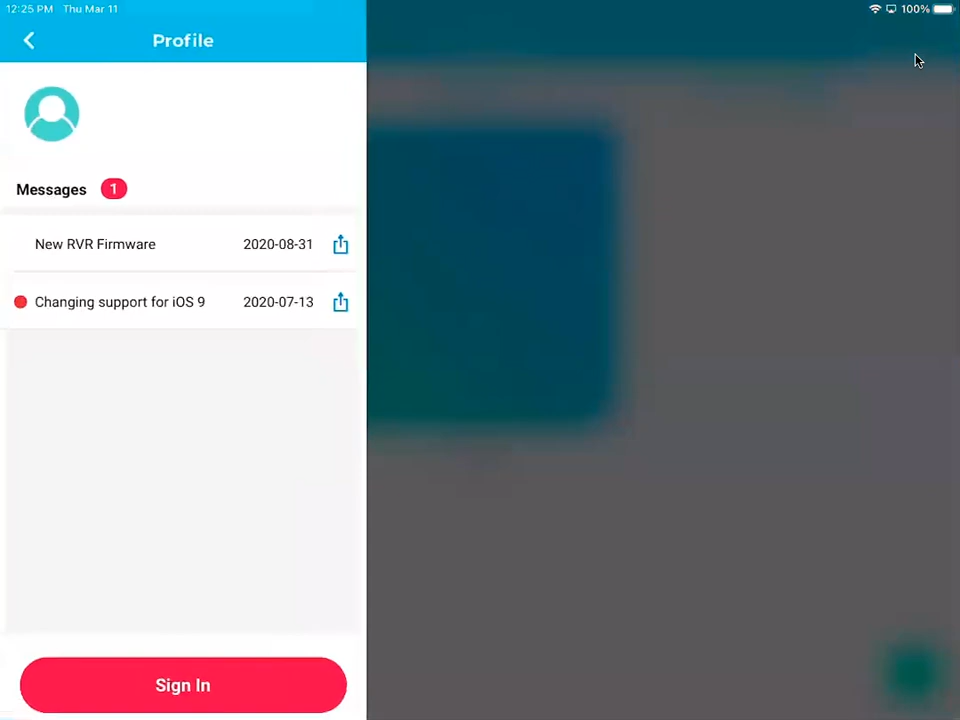 12:25 PM Thu Mar 11
100%
Profile
Messages 1
New RVR Firmware 2020-08-31
Changing support for iOS 9 2020-07-13
Sign In